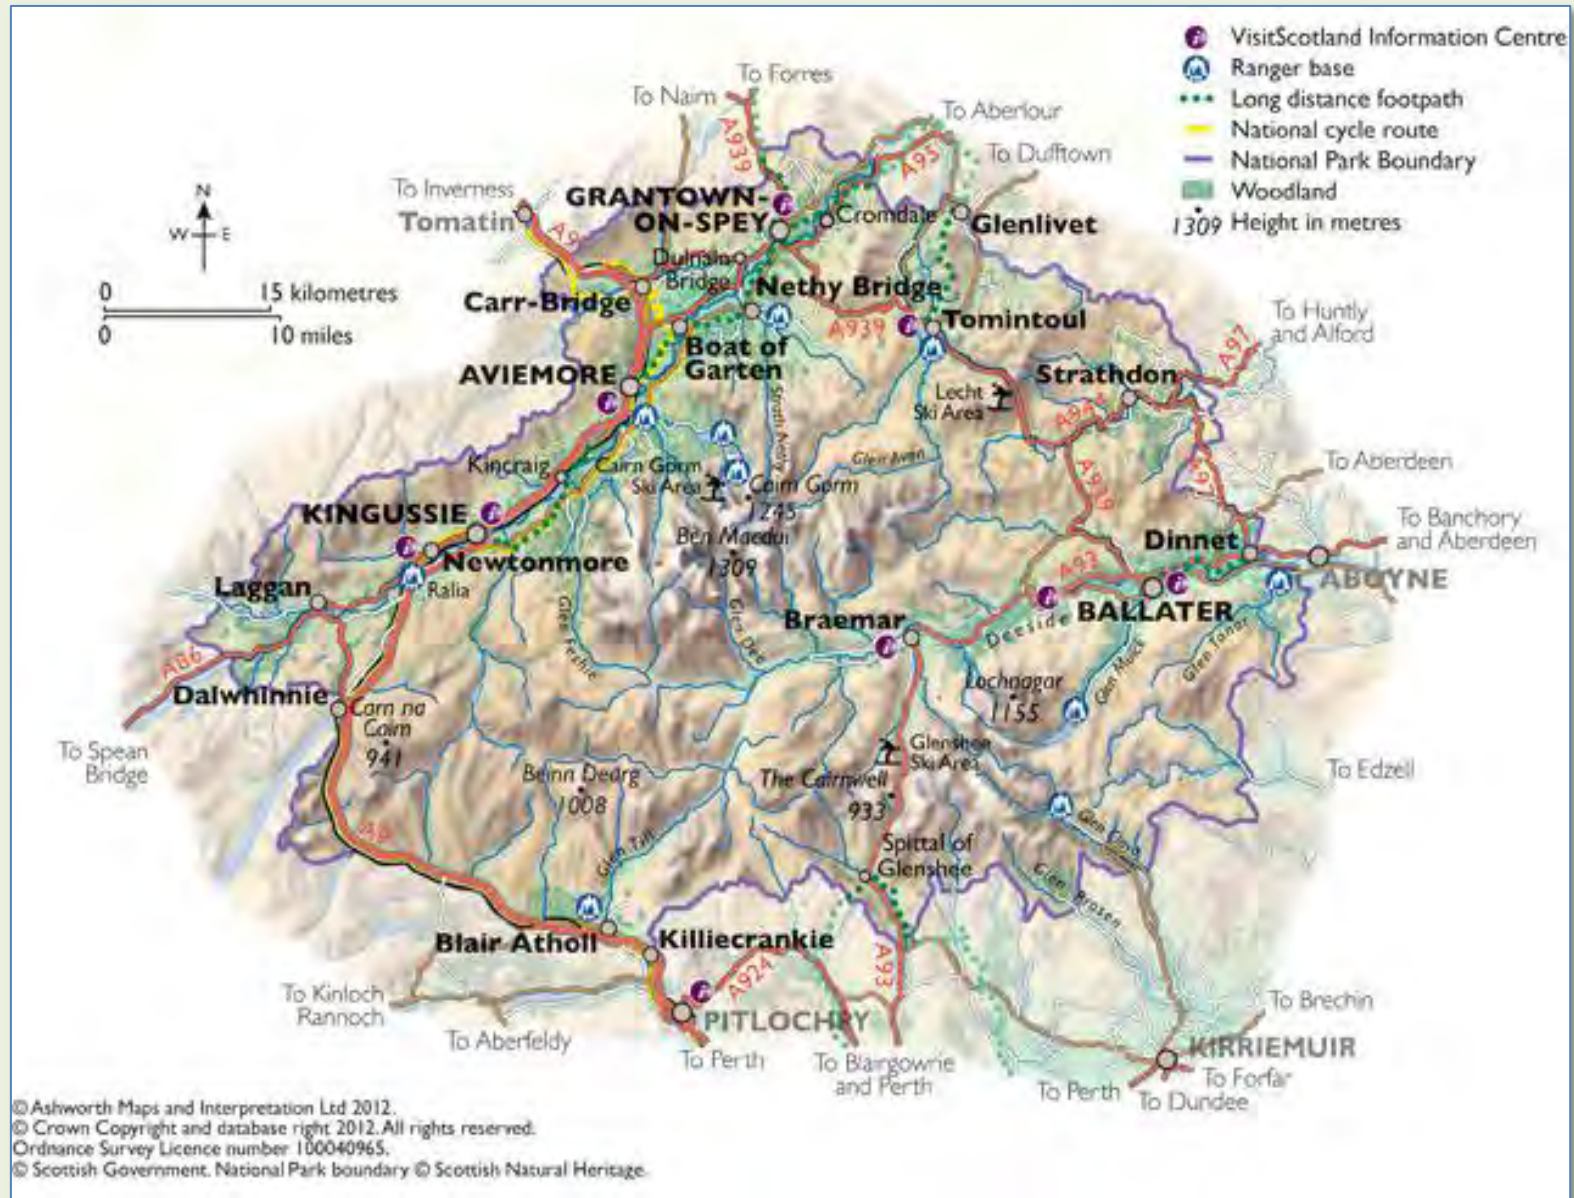 VisitScotland Information Centre
Ranger base
Long distance footpath
National cycle route
National Park Boundary
Woodland
1309 Height in metres
To Forres
To Nairn
A939
To Aberlour
A95
To Dufftown
To Inverness
Tomatin
A9
N
W E
GRANTOWN-
ON-SPEY
Cromdale
Glenlivet
Dulnain
Bridge
0 15 kilometres
0 10 miles
Carr-Bridge
Nethy Bridge
A939
Tomintoul
To Huntly
and Alford
A97
Boat of
Garten
AVIEMORE
Strath Nethy
Lecht
Ski Area
Strathdon
A944
Kincraig
Cairn Gorm
Ski Area
Glen Avon
Cairn Gorm
1245
A939
A97
To Aberdeen
KINGUSSIE
Ben Macdui
1309
To Banchory
and Aberdeen
Newtonmore
Dinnet
A93
ABOYNE
Laggan
Ralia
Glen Feshie
Glen Dee
Braemar
Deeside
BALLATER
A86
Glen Muick
Glen Tanar
Dalwhinnie
Carn na
Caim
941
Lochnagar
1155
To Spean
Bridge
Beinn Dearg
1008
The Cairnwell
933
Glenshee
Ski Area
To Edzell
A9
Glen Tilt
Spittal of
Glenshee
Glen Clova
Glen Prosen
Blair Atholl
Killiecrankie
A924
A93
To Kinloch
Rannoch
To Aberfeldy
PITLOCHRY
To Perth
To Blairgowrie
and Perth
To Brechin
KIRRIEMUIR
To Forfar
To Perth
To Dundee
© Ashworth Maps and Interpretation Ltd 2012.
© Crown Copyright and database right 2012. All rights reserved.
Ordnance Survey Licence number 100040965.
© Scottish Government. National Park boundary © Scottish Natural Heritage.